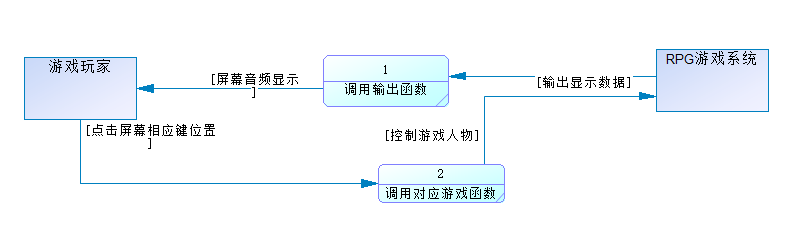 游戏玩家
[屏幕音频显示
]
1
调用输出函数
[输出显示数据]
RPG游戏系统
[点击屏幕相应键位置
]
[控制游戏人物]
2
调用对应游戏函数